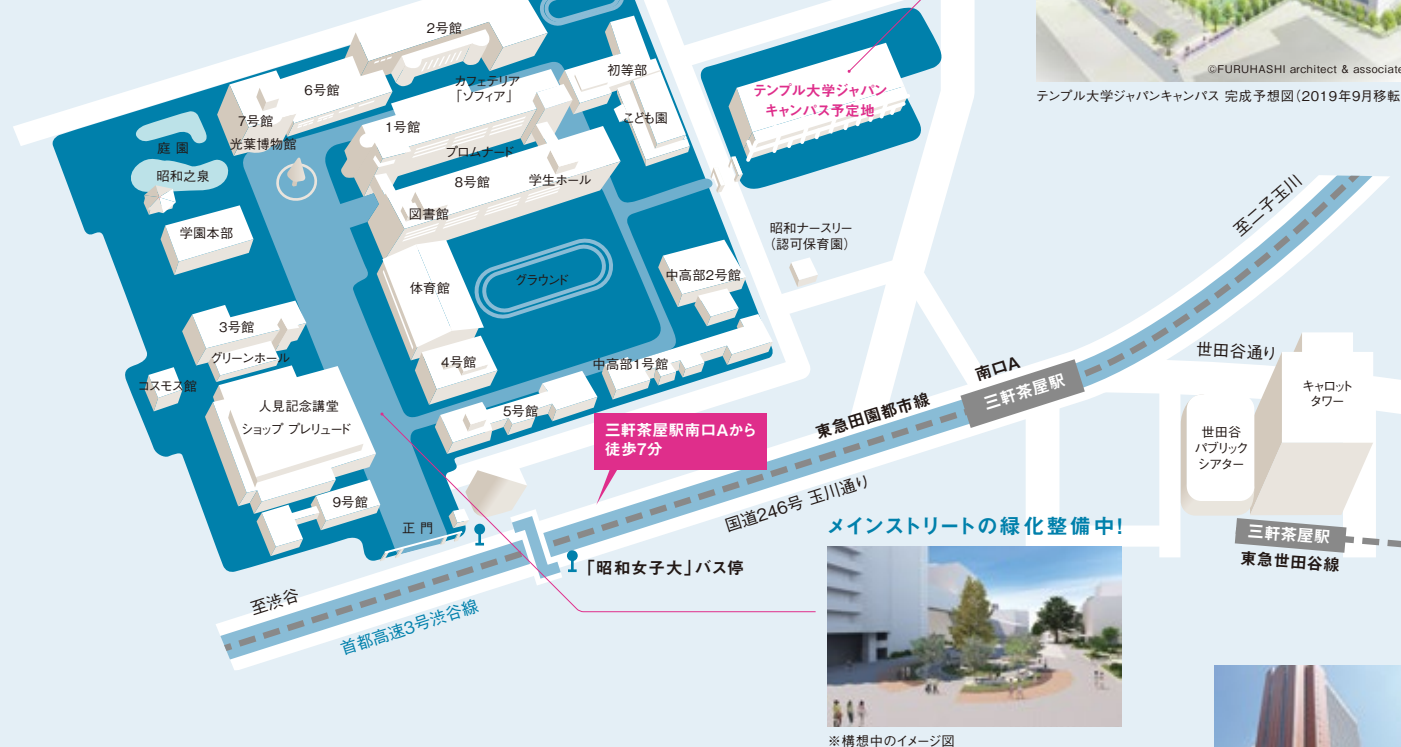 2号館
6号館
カフェテリア
「ソフィア」
初等部
こども園
7号館
光葉博物館
1号館
プロムナード
庭 園
昭和之泉
8号館
学生ホール
図書館
学園本部
体育館
グラウンド
中高部2号館
3号館
グリーンホール
4号館
中高部1号館
コスモス館
人見記念講堂
ショップ プレリュード
5号館
9号館
正 門
テンプル大学ジャパン
キャンパス予定地
©FURUHASHI architect & associate
テンプル大学ジャパンキャンパス 完成予想図(2019年9月移転
昭和ナースリー
(認可保育園)
至二子玉川
世田谷通り
南口A
三軒茶屋駅
キャロット
タワー
世田谷
パブリック
シアター
東急田園都市線
三軒茶屋駅南口Aから
徒歩7分
国道246号 玉川通り
三軒茶屋駅
東急世田谷線
「昭和女子大」バス停
至渋谷
首都高速3号渋谷線
メインストリートの緑化整備中!
※構想中のイメージ図